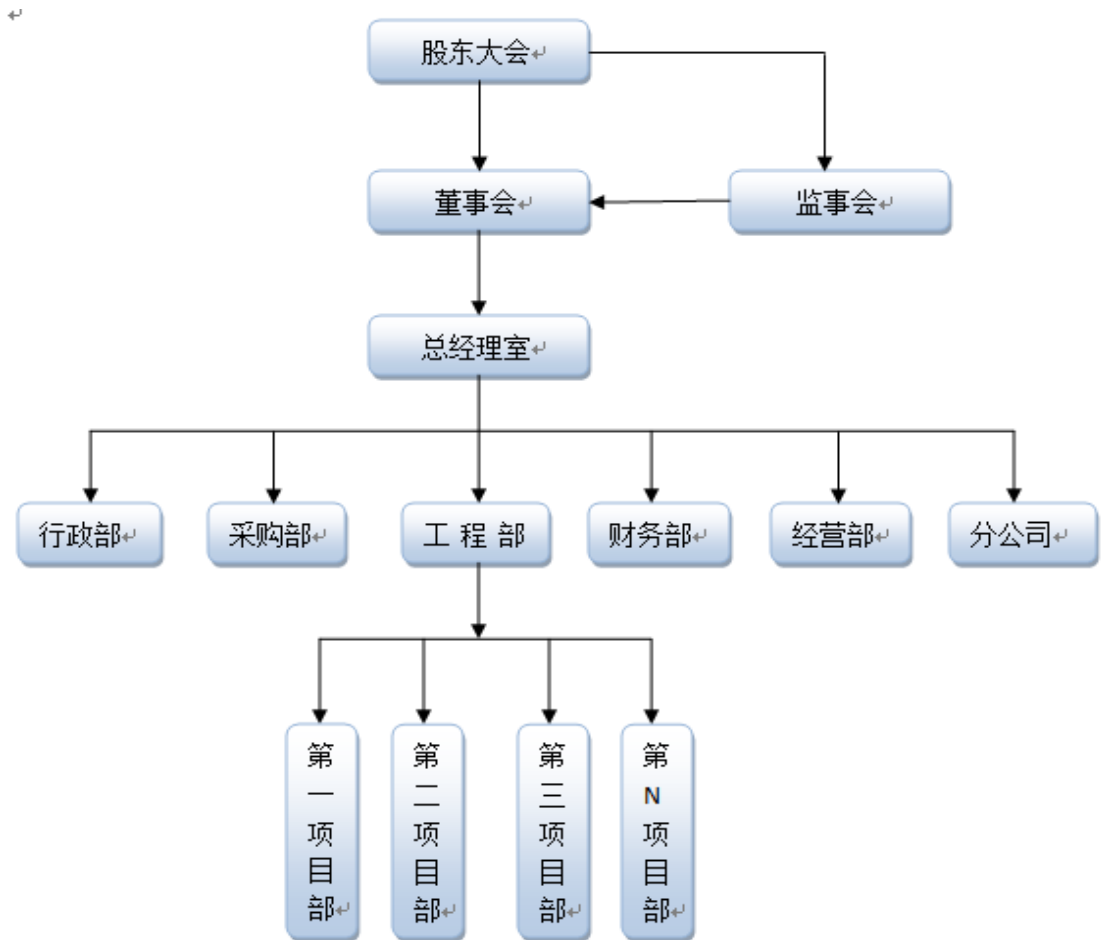 股东大会
董事会
监事会
总经理室
行政部
采购部
工 程 部
财务部
经营部
分公司
第一项目部
第二项目部
第三项目部
第N项目部